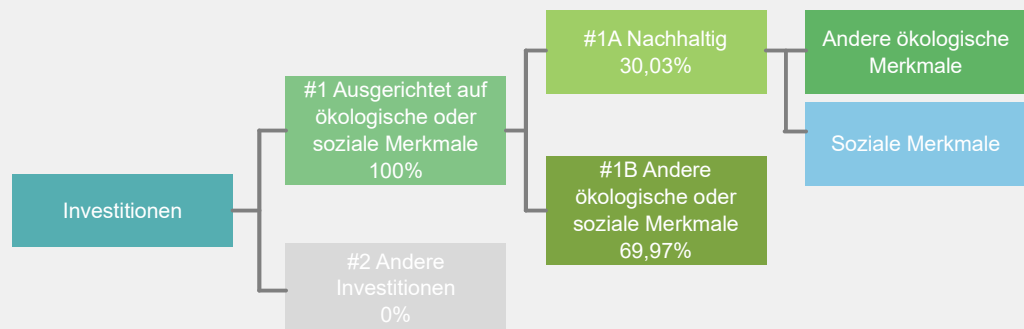 Investitionen
#1 Ausgerichtet auf
ökologische oder
soziale Merkmale
100%
#2 Andere
Investitionen
0%
#1A Nachhaltig
30,03%
#1B Andere
ökologische oder
soziale Merkmale
69,97%
Andere ökologische
Merkmale
Soziale Merkmale